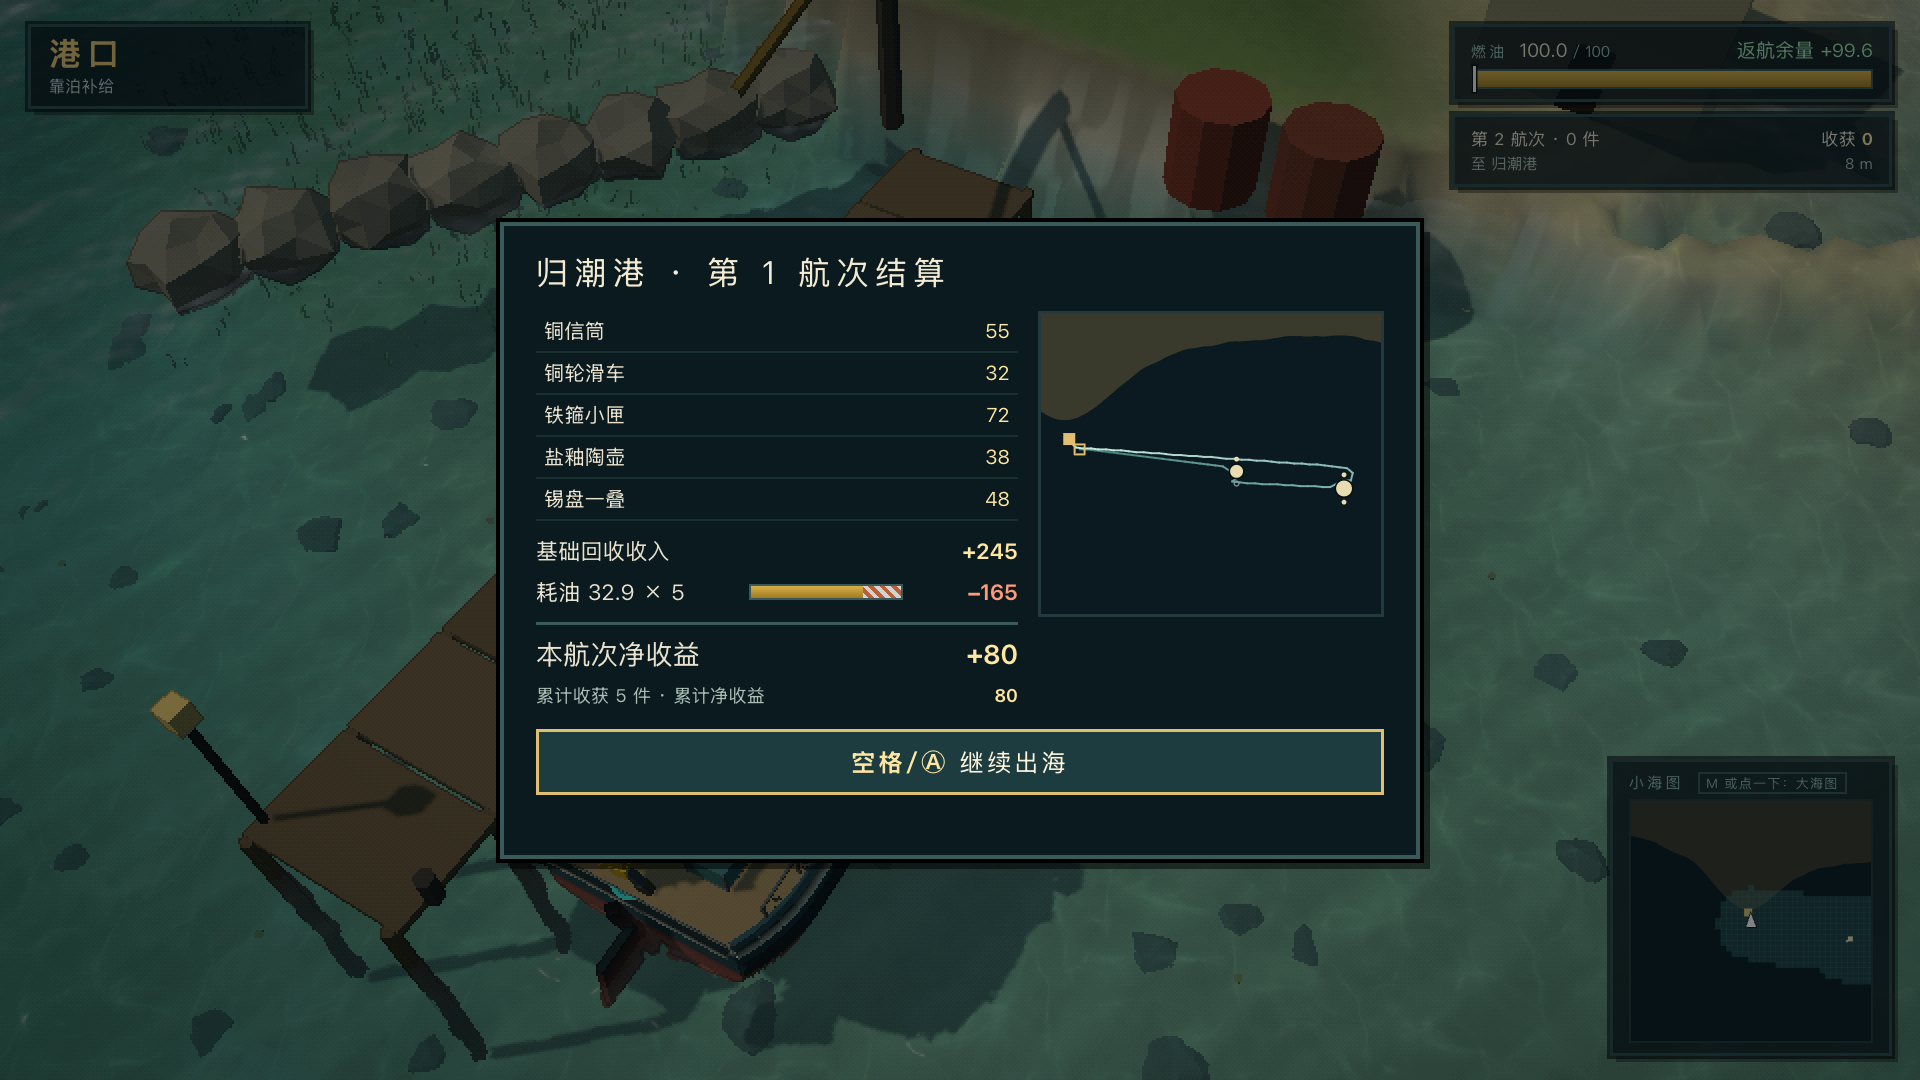 港口
靠泊补给
燃油 100.0 / 100 返航余量 +99.6
第 2 航次 · 0 件 收获 0
至 归潮港 8 m
归潮港 · 第 1 航次结算
铜信筒 55
铜轮滑车 32
铁箍小匣 72
盐釉陶壶 38
锡盘一叠 48
基础回收收入 +245
耗油 32.9 × 5 −165
本航次净收益 +80
累计收获 5 件 · 累计净收益 80
空格/Ⓐ 继续出海
小海图 M 或点一下：大海图